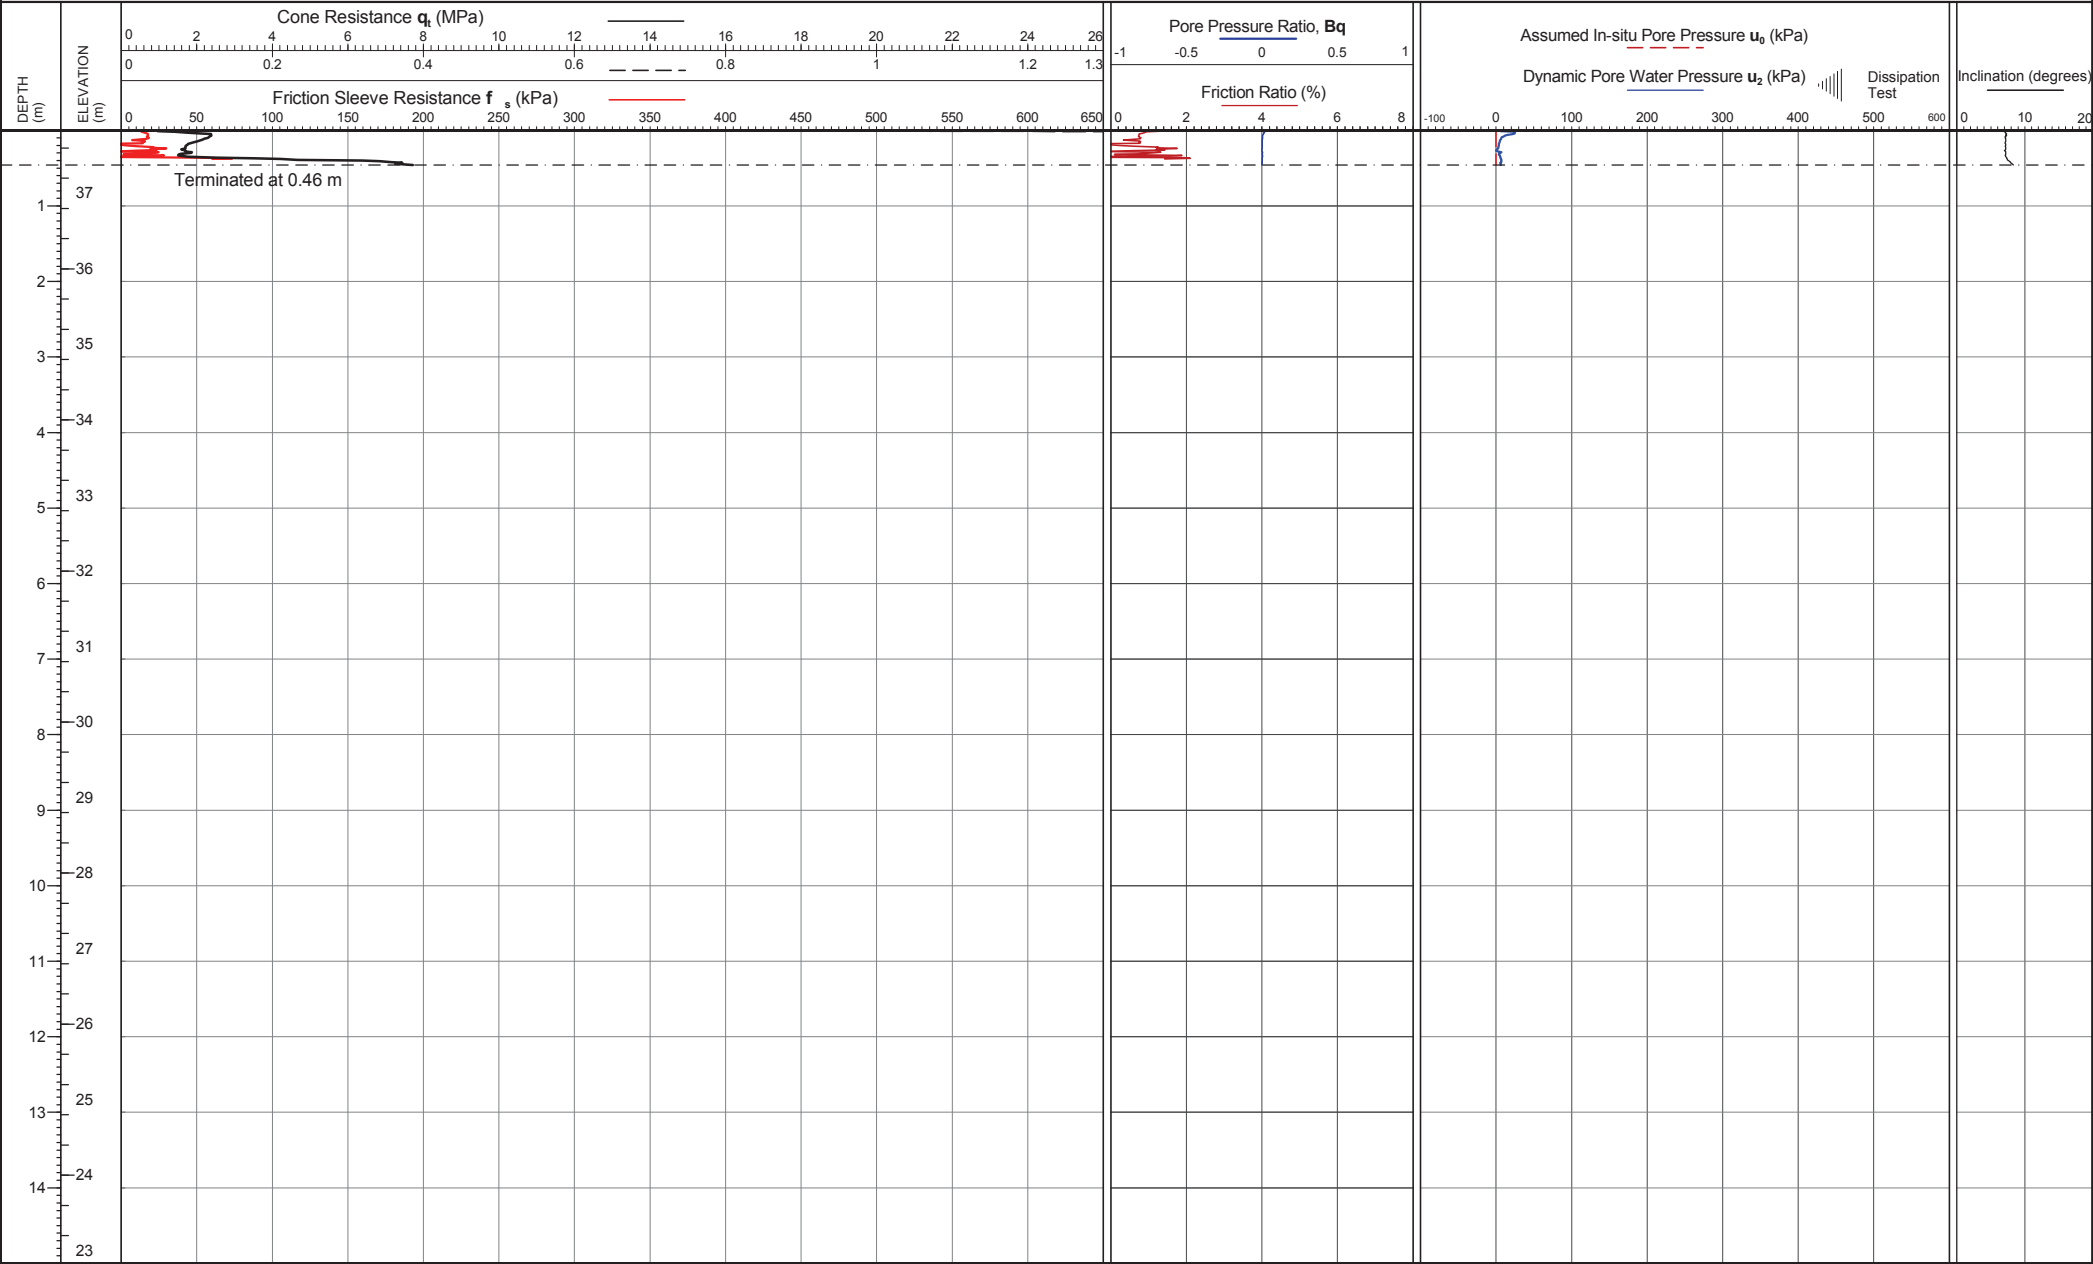 DEPTH
(m)
ELEVATION
(m)
Cone Resistance qt (MPa)
0 2 4 6 8 10 12 14 16 18 20 22 24 26
0 0.2 0.4 0.6 0.8 1 1.2 1.3
Friction Sleeve Resistance f s (kPa)
0 50 100 150 200 250 300 350 400 450 500 550 600 650
Pore Pressure Ratio, Bq
-1 -0.5 0 0.5 1
Friction Ratio (%)
0 2 4 6 8
Assumed In-situ Pore Pressure u0 (kPa)
Dynamic Pore Water Pressure u2 (kPa)
Dissipation
Test
-100 0 100 200 300 400 500 600
Inclination (degrees)
0 10 20
Terminated at 0.46 m
37
1
36
2
35
3
34
4
33
5
32
6
31
7
30
8
29
9
28
10
27
11
26
12
25
13
24
14
23